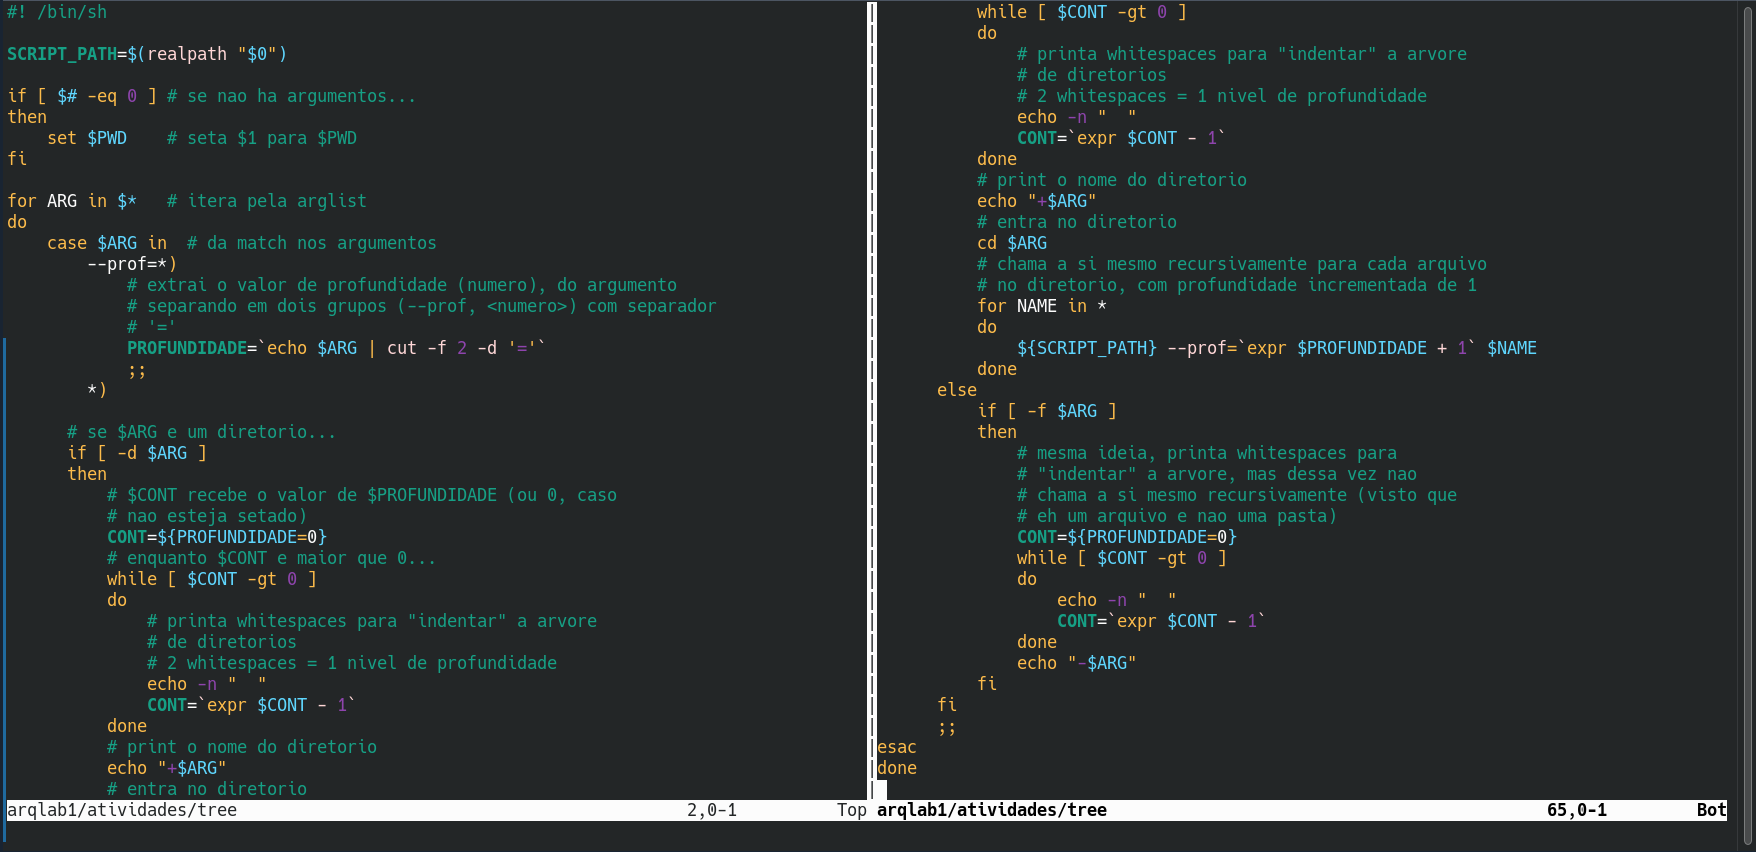 #! /bin/sh

SCRIPT_PATH=$(realpath "$0")

if [ $# -eq 0 ] # se nao ha argumentos...
then
    set $PWD    # seta $1 para $PWD
fi

for ARG in $*   # itera pela arglist
do
    case $ARG in  # da match nos argumentos
        --prof=*)
            # extrai o valor de profundidade (numero), do argumento
            # separando em dois grupos (--prof, <numero>) com separador
            # '='
            PROFUNDIDADE=`echo $ARG | cut -f 2 -d '='`
            ;;
        *)

      # se $ARG e um diretorio...
      if [ -d $ARG ]
      then
          # $CONT recebe o valor de $PROFUNDIDADE (ou 0, caso
          # nao esteja setado)
          CONT=${PROFUNDIDADE=0}
          # enquanto $CONT e maior que 0...
          while [ $CONT -gt 0 ]
          do
              # printa whitespaces para "indentar" a arvore
              # de diretorios
              # 2 whitespaces = 1 nivel de profundidade
              echo -n "  "
              CONT=`expr $CONT - 1`
          done
          # print o nome do diretorio
          echo "+$ARG"
          # entra no diretorio
arqlab1/atividades/tree                                             2,0-1          Top
          while [ $CONT -gt 0 ]
          do
              # printa whitespaces para "indentar" a arvore
              # de diretorios
              # 2 whitespaces = 1 nivel de profundidade
              echo -n "  "
              CONT=`expr $CONT - 1`
          done
          # print o nome do diretorio
          echo "+$ARG"
          # entra no diretorio
          cd $ARG
          # chama a si mesmo recursivamente para cada arquivo
          # no diretorio, com profundidade incrementada de 1
          for NAME in *
          do
              ${SCRIPT_PATH} --prof=`expr $PROFUNDIDADE + 1` $NAME
          done
      else
          if [ -f $ARG ]
          then
              # mesma ideia, printa whitespaces para
              # "indentar" a arvore, mas dessa vez nao
              # chama a si mesmo recursivamente (visto que
              # eh um arquivo e nao uma pasta)
              CONT=${PROFUNDIDADE=0}
              while [ $CONT -gt 0 ]
              do
                  echo -n "  "
                  CONT=`expr $CONT - 1`
              done
              echo "-$ARG"
          fi
      fi
      ;;
esac
done
arqlab1/atividades/tree                                            65,0-1         Bot